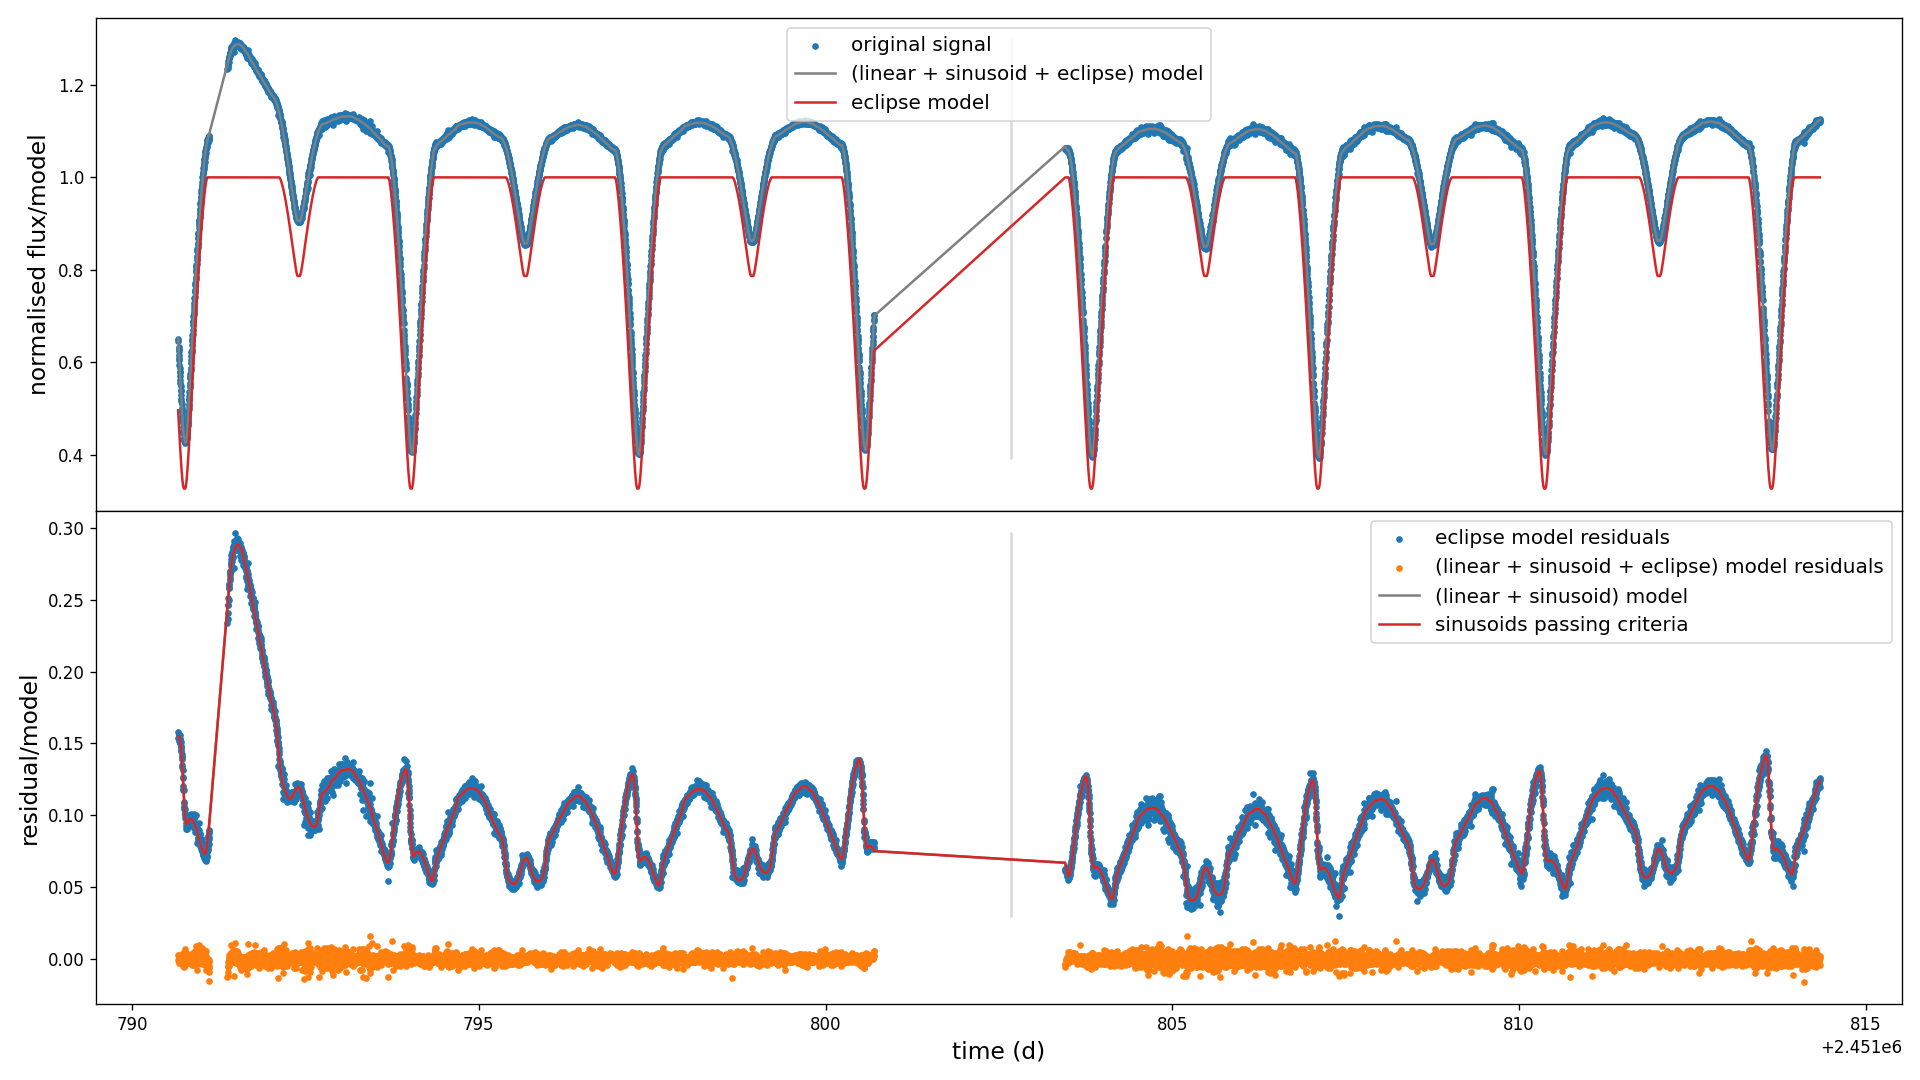 original signal
(linear + sinusoid + eclipse) model
eclipse model
normalised flux/model
1.2
1.0
0.8
0.6
0.4
eclipse model residuals
(linear + sinusoid + eclipse) model residuals
(linear + sinusoid) model
sinusoids passing criteria
residual/model
0.30
0.25
0.20
0.15
0.10
0.05
0.00
790
795
800
805
810
815
+2.451e6
time (d)